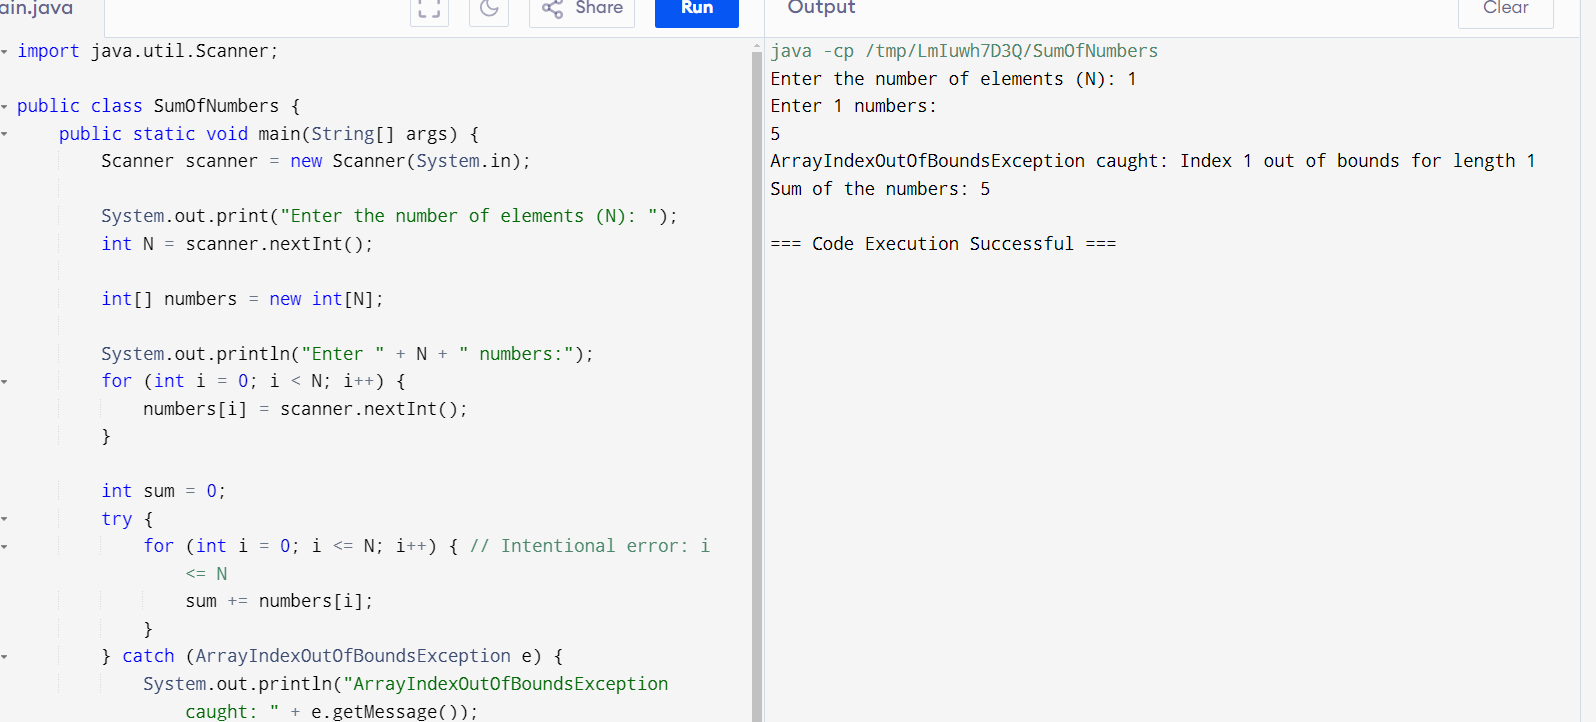 ain.java
Share
Run
Output
Clear
import java.util.Scanner;
public class SumOfNumbers {
public static void main(String[] args) {
Scanner scanner = new Scanner(System.in);
System.out.print("Enter the number of elements (N): ");
int N = scanner.nextInt();
int[] numbers = new int[N];
System.out.println("Enter " + N + " numbers:");
for (int i = 0; i < N; i++) {
numbers[i] = scanner.nextInt();
}
int sum = 0;
try {
for (int i = 0; i <= N; i++) { // Intentional error: i
<= N
sum += numbers[i];
}
} catch (ArrayIndexOutOfBoundsException e) {
System.out.println("ArrayIndexOutOfBoundsException
caught: " + e.getMessage());
java -cp /tmp/LmIuwh7D3Q/SumOfNumbers
Enter the number of elements (N): 1
Enter 1 numbers:
5
ArrayIndexOutOfBoundsException caught: Index 1 out of bounds for length 1
Sum of the numbers: 5
=== Code Execution Successful ===